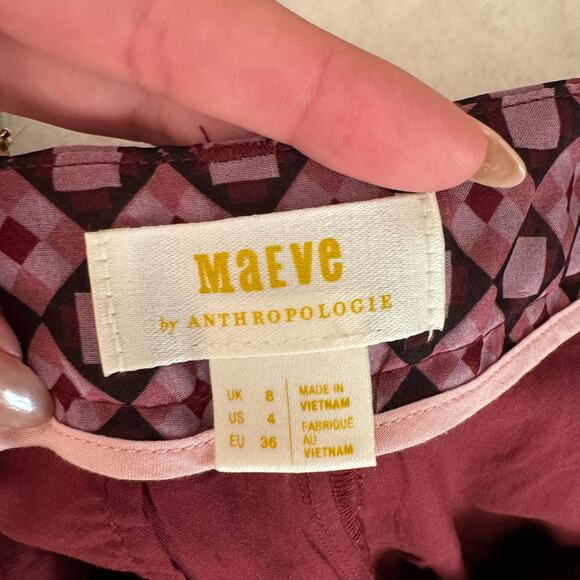 MaEVe
by ANTHROPOLOGIE
UK 8
US 4
EU 36
MADE IN
VIETNAM
FABRIQUÉ
AU
VIETNAM